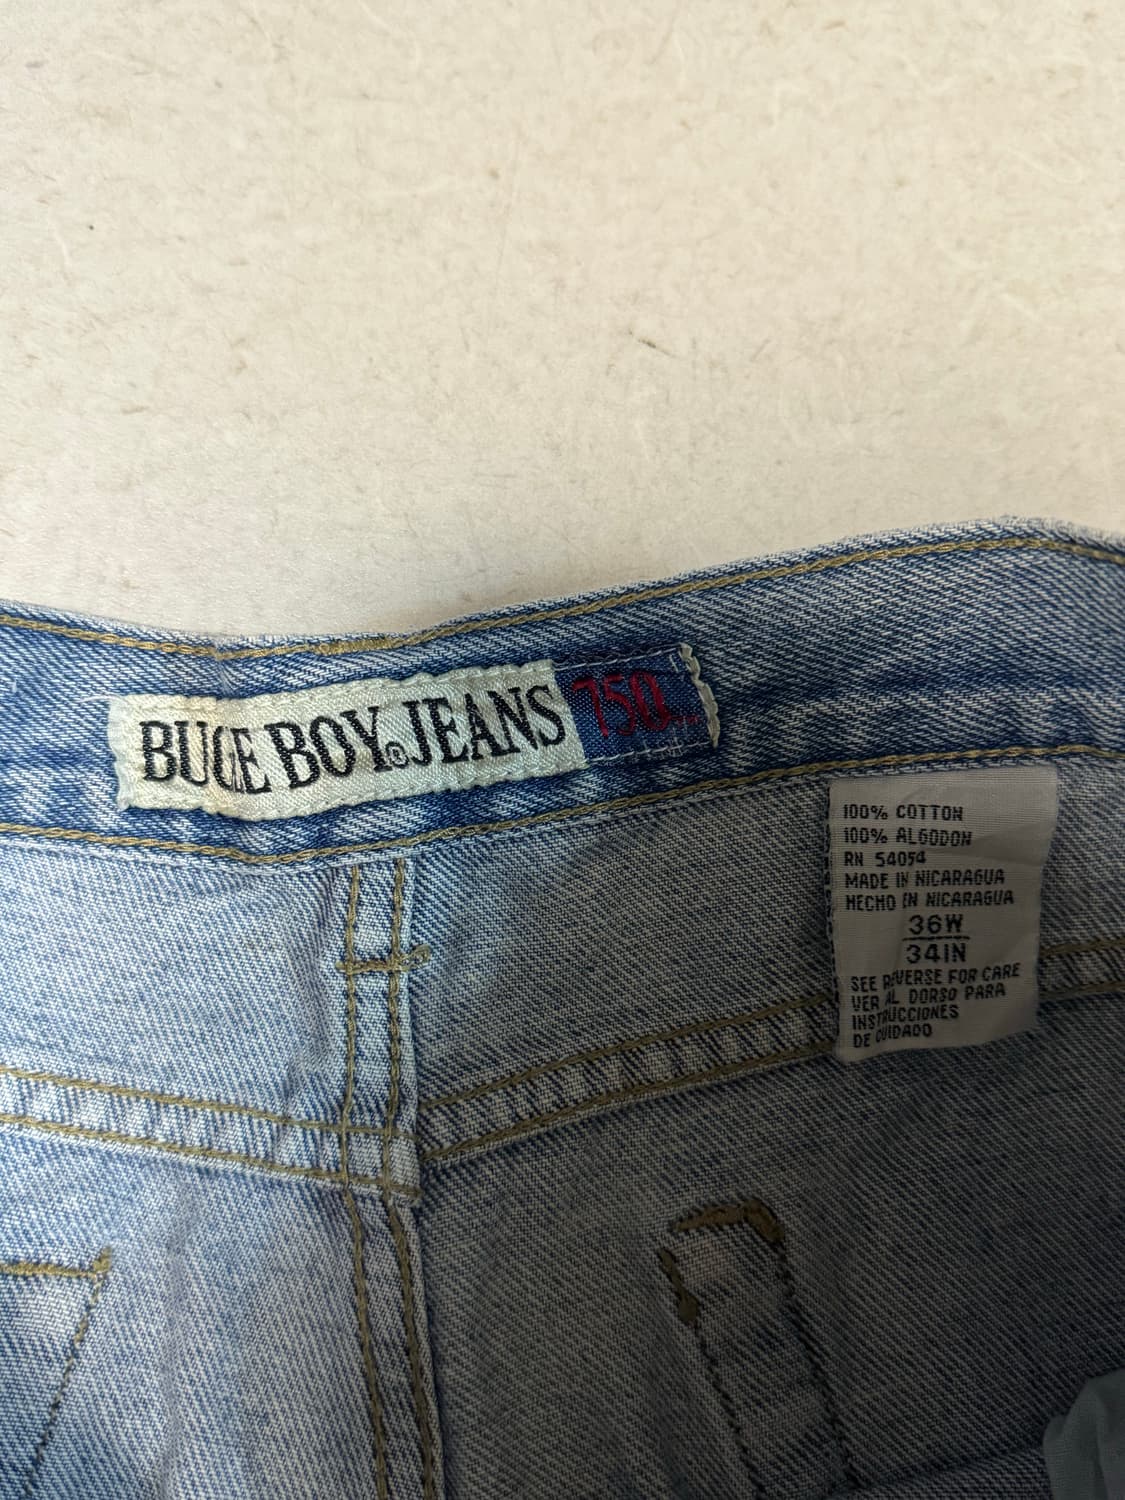 BUGLE BOY® JEANS 750
100% COTTON
100% ALGODON
RN 54054
MADE IN NICARAGUA
HECHO EN NICARAGUA
36W
34IN
SEE REVERSE FOR CARE
VER AL DORSO PARA
INSTRUCCIONES
DE CUIDADO